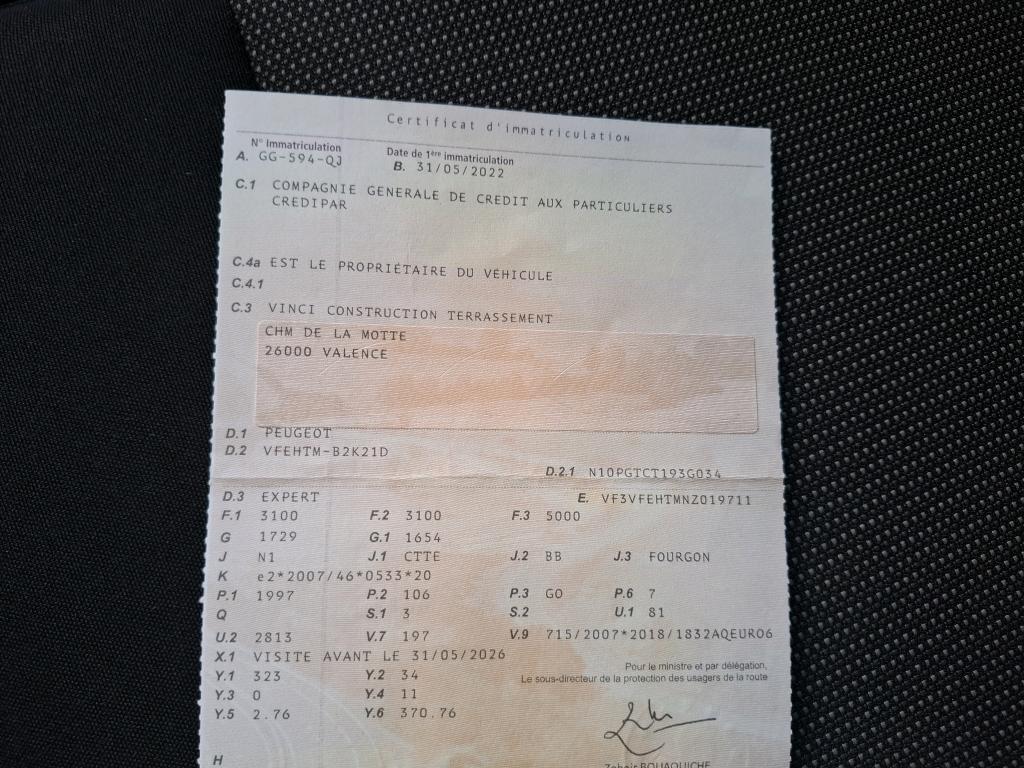 Certificat d'immatriculation
N° Immatriculation Date de 1ère immatriculation
A. GG-594-QJ B. 31/05/2022
C.1 COMPAGNIE GENERALE DE CREDIT AUX PARTICULIERS
CREDIPAR
C.4a EST LE PROPRIÉTAIRE DU VÉHICULE
C.4.1
C.3 VINCI CONSTRUCTION TERRASSEMENT
CHM DE LA MOTTE
26000 VALENCE
D.1 PEUGEOT
D.2 VFEHTM-B2K21D
D.2.1 N10PGTCT193G034
D.3 EXPERT E. VF3VFEHTMNZ019711
F.1 3100 F.2 3100 F.3 5000
G 1729 G.1 1654
J N1 J.1 CTTE J.2 BB J.3 FOURGON
K e2*2007/46*0533*20
P.1 1997 P.2 106 P.3 GO P.6 7
Q S.1 3 S.2 U.1 81
U.2 2813 V.7 197 V.9 715/2007*2018/1832AQEURO6
X.1 VISITE AVANT LE 31/05/2026
Y.1 323 Y.2 34
Pour le ministre et par délégation,
Le sous-directeur de la protection des usagers de la route
Y.3 0 Y.4 11
Y.5 2.76 Y.6 370.76
H